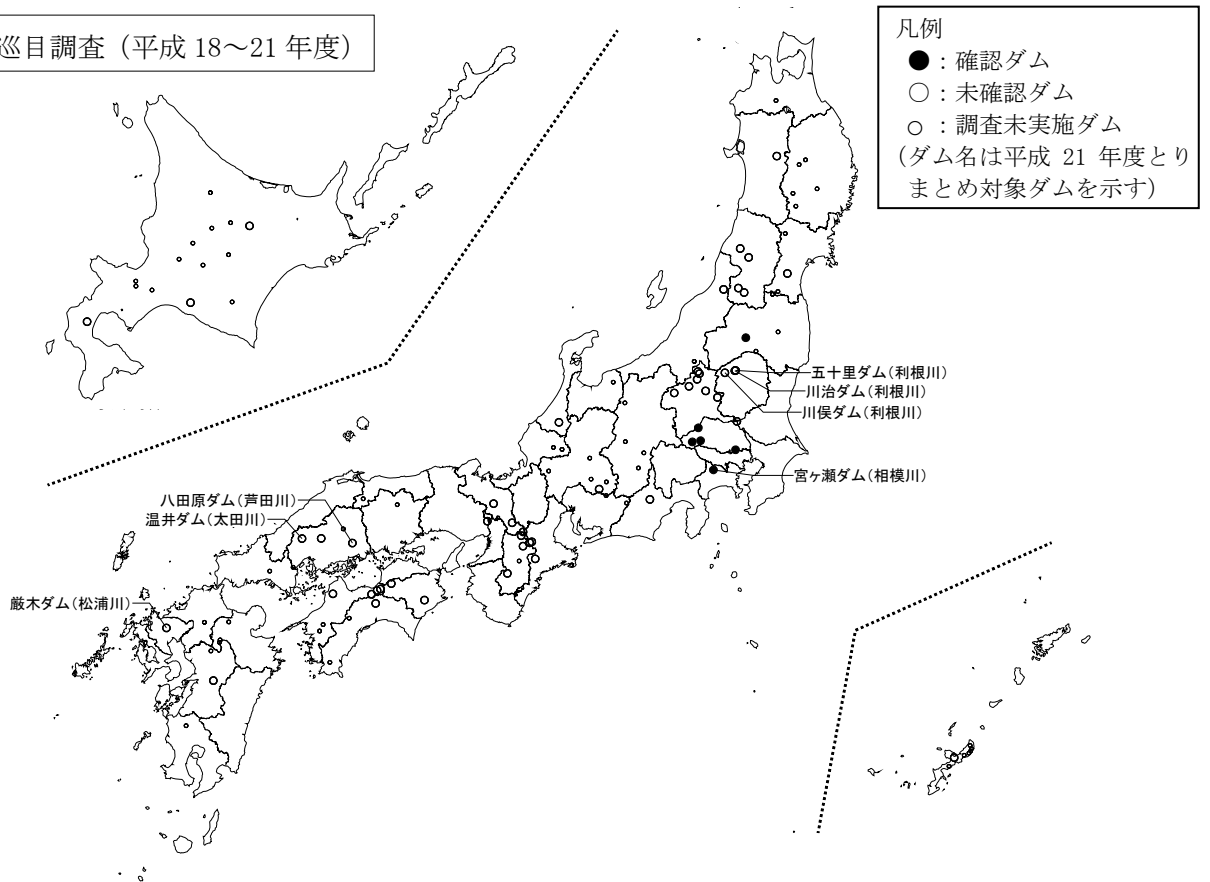 巡目調査（平成 18～21 年度）
凡例
●：確認ダム
○：未確認ダム
○：調査未実施ダム
(ダム名は平成 21 年度とり
まとめ対象ダムを示す)
五十里ダム(利根川)
川治ダム(利根川)
川俣ダム(利根川)
宮ヶ瀬ダム(相模川)
八田原ダム(芦田川)
温井ダム(太田川)
厳木ダム(松浦川)